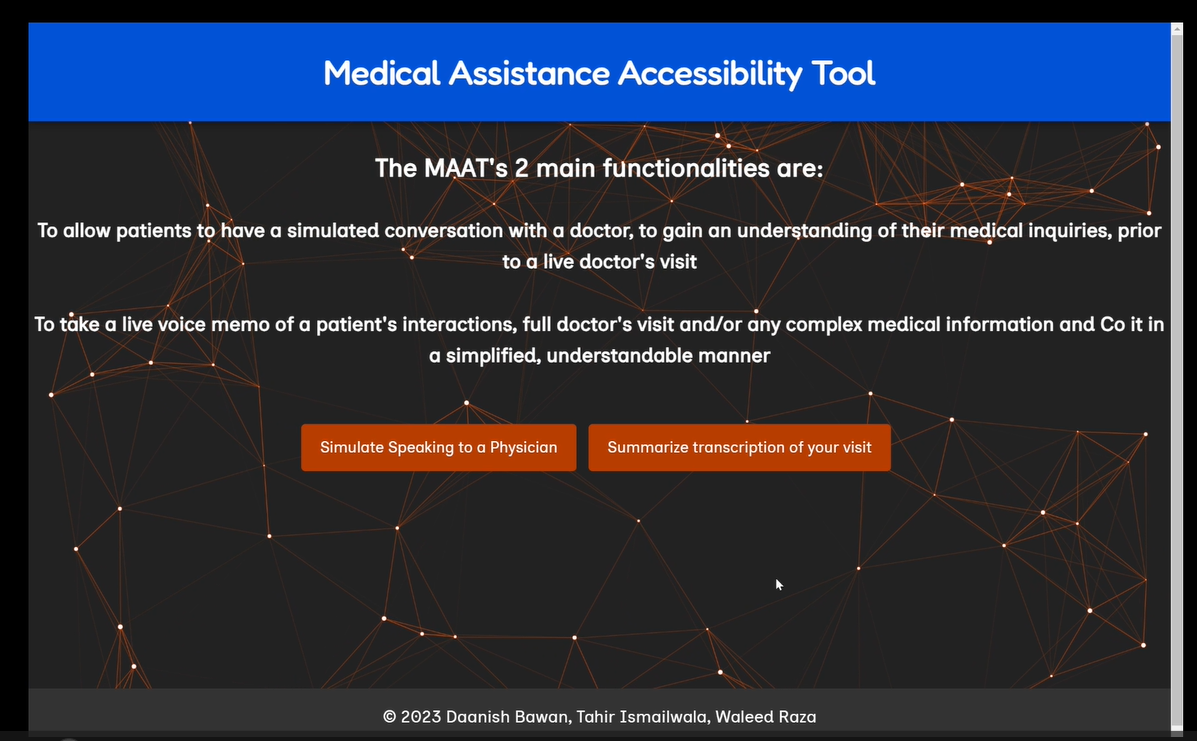 Medical Assistance Accessibility Tool
The MAAT's 2 main functionalities are:
To allow patients to have a simulated conversation with a doctor, to gain an understanding of their medical inquiries, prior
to a live doctor's visit
To take a live voice memo of a patient's interactions, full doctor's visit and/or any complex medical information and Co it in
a simplified, understandable manner
Simulate Speaking to a Physician
Summarize transcription of your visit
© 2023 Daanish Bawan, Tahir Ismailwala, Waleed Raza